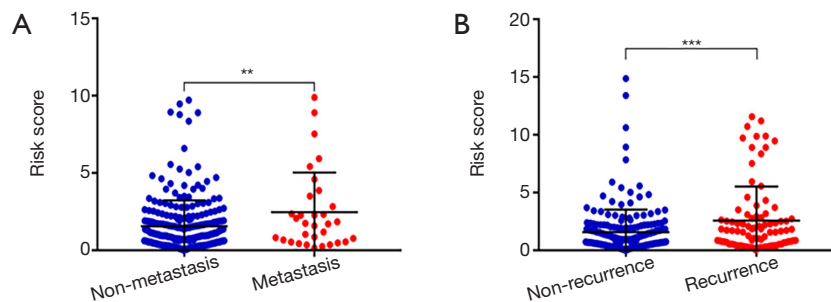 A
B
Risk score
15
10
5
0
**
Non-metastasis
Metastasis
Risk score
20
15
10
5
0
***
Non-recurrence
Recurrence